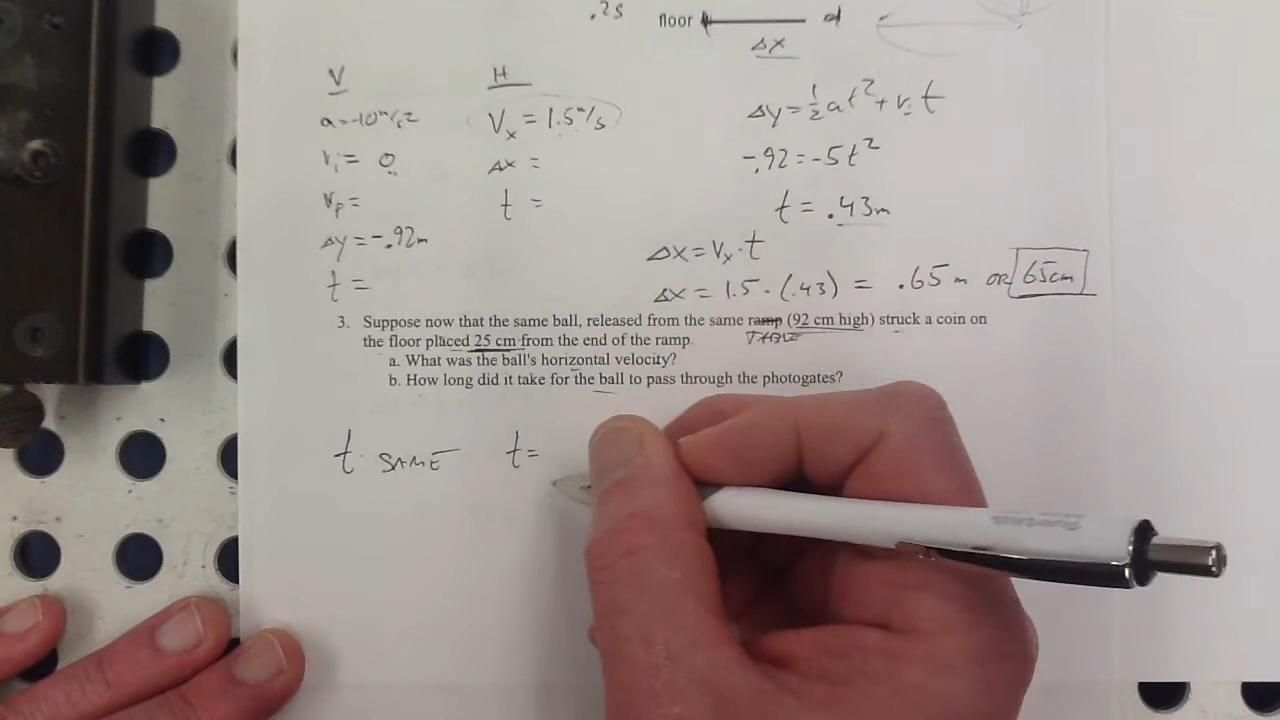 .2s
floor
Δx
V
a=-10m/s²
Vi= 0
VF=
Δy=-.92m
t=
H
Vx = 1.5m/s
Δx =
t =
Δy=½at²+vit
-.92=-5t²
t= .43m
Δx=Vx·t
Δx = 1.5·(.43) = .65m OR 65cm
3. Suppose now that the same ball, released from the same ramp (92 cm high) struck a coin on
TABLE
the floor placed 25 cm from the end of the ramp.
a. What was the ball's horizontal velocity?
b. How long did it take for the ball to pass through the photogates?
t. SAME t=